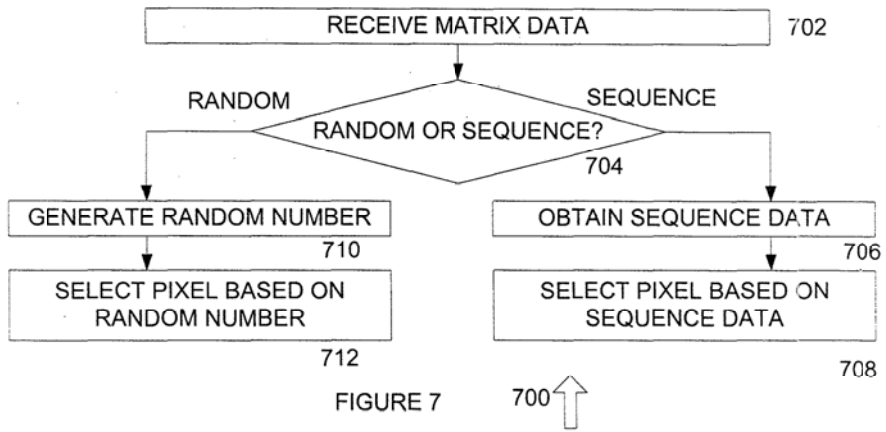 RECEIVE MATRIX DATA
702
RANDOM
SEQUENCE
RANDOM OR SEQUENCE?
704
GENERATE RANDOM NUMBER
710
OBTAIN SEQUENCE DATA
706
SELECT PIXEL BASED ON
RANDOM NUMBER
712
SELECT PIXEL BASED ON
SEQUENCE DATA
708
FIGURE 7
700